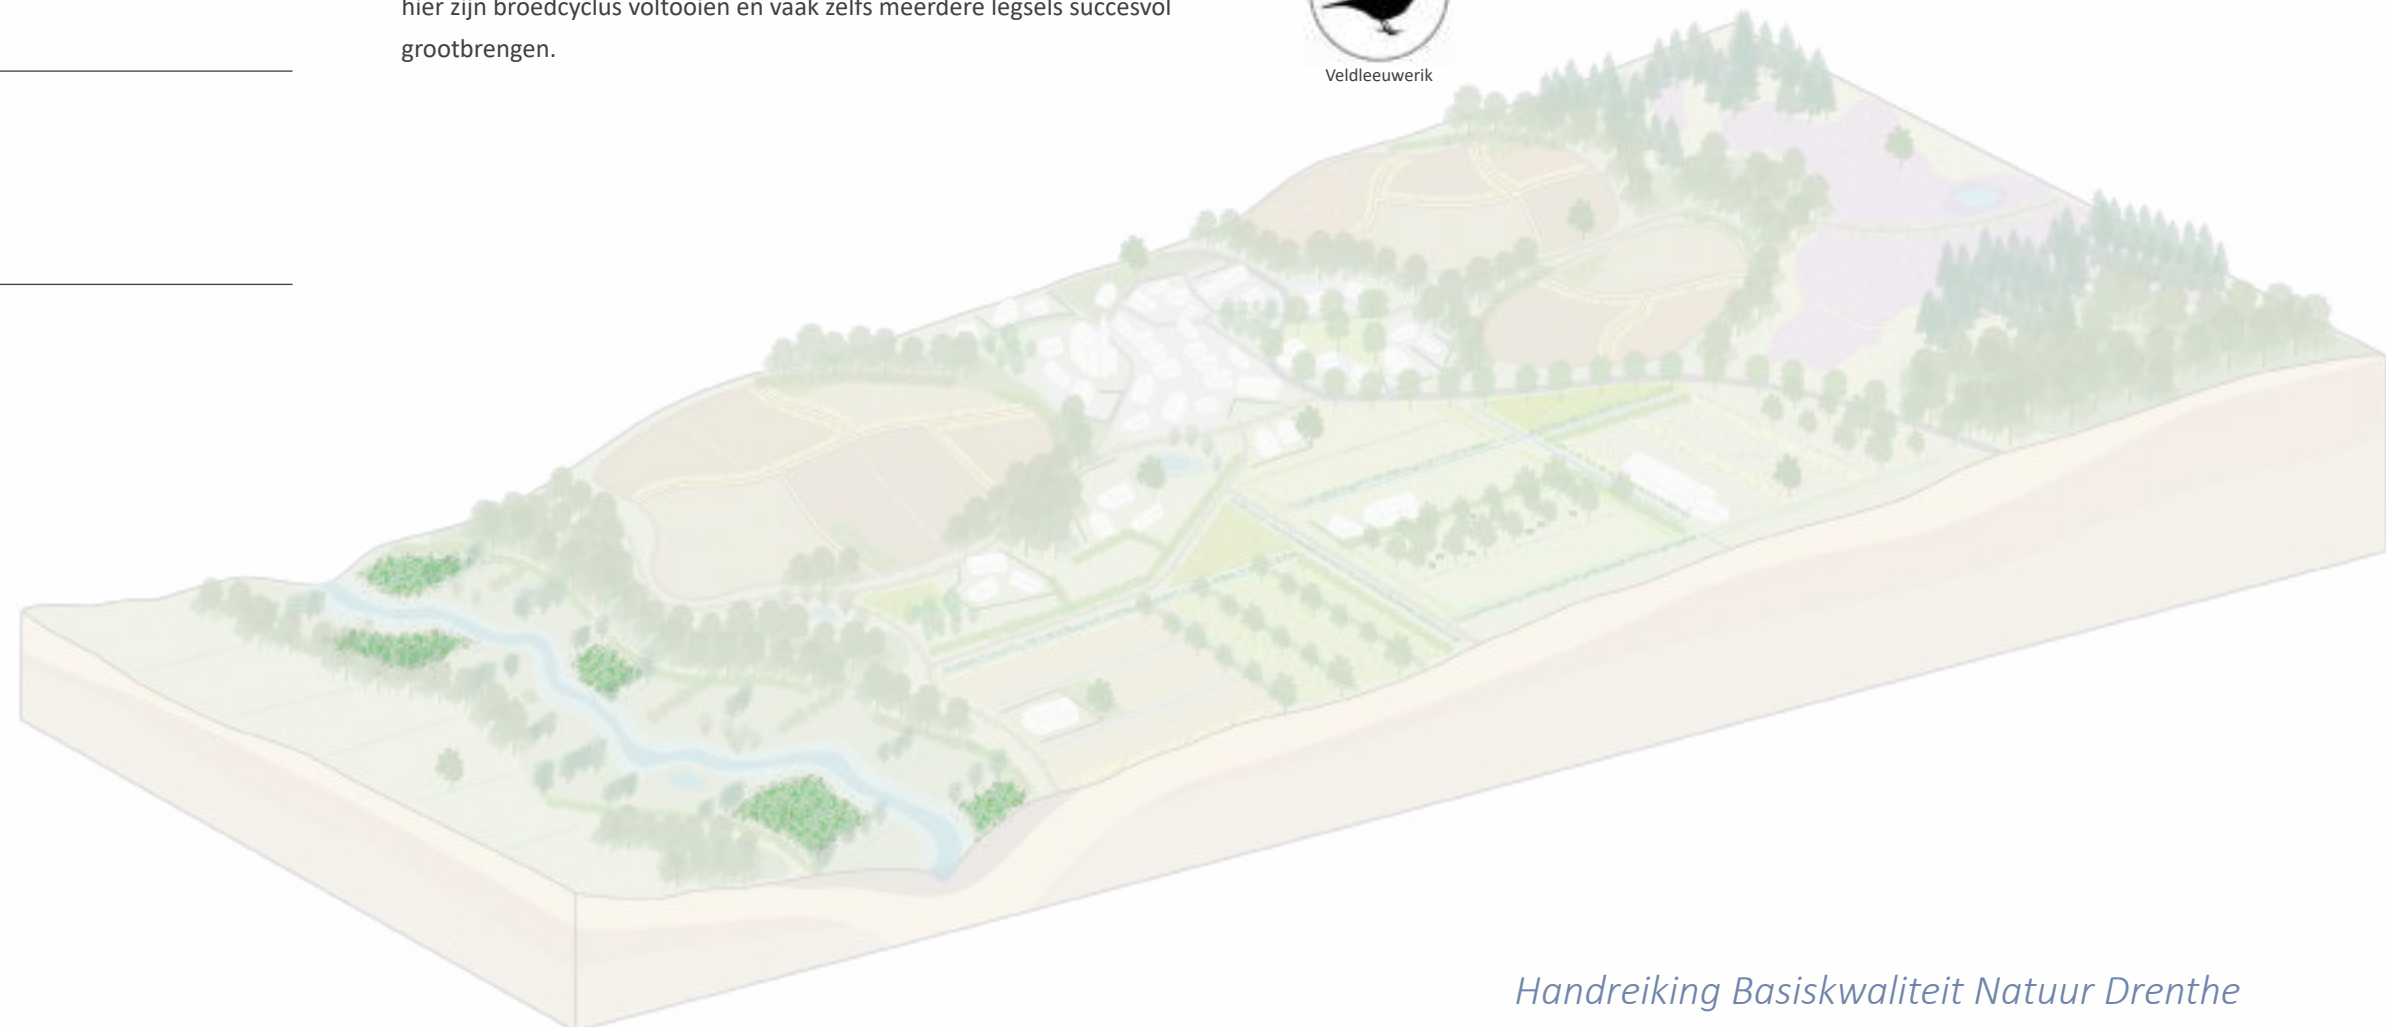 hier zijn broedcyclus voltooien en vaak zelfs meerdere legsels succesvol
grootbrengen.
Veldleeuwerik
Handreiking Basiskwaliteit Natuur Drenthe